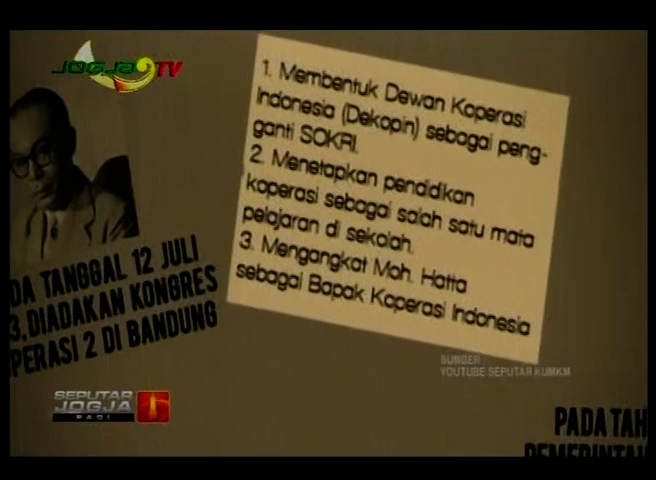 JOGJA TV
1. Membentuk Dewan Koperasi
Indonesia (Dekopin) sebagai peng-
ganti SOKRI.
2. Menetapkan pendidikan
koperasi sebagai salah satu mata
pelajaran di sekolah.
3. Mengangkat Moh. Hatta
sebagai Bapak Koperasi Indonesia
DA TANGGAL 12 JULI
3, DIADAKAN KONGRES
PERASI 2 DI BANDUNG
SUMBER
YOUTUBE SEPUTAR KUMKM
SEPUTAR
JOGJA 6
PAGI
PADA TAH
PEMERINTAH